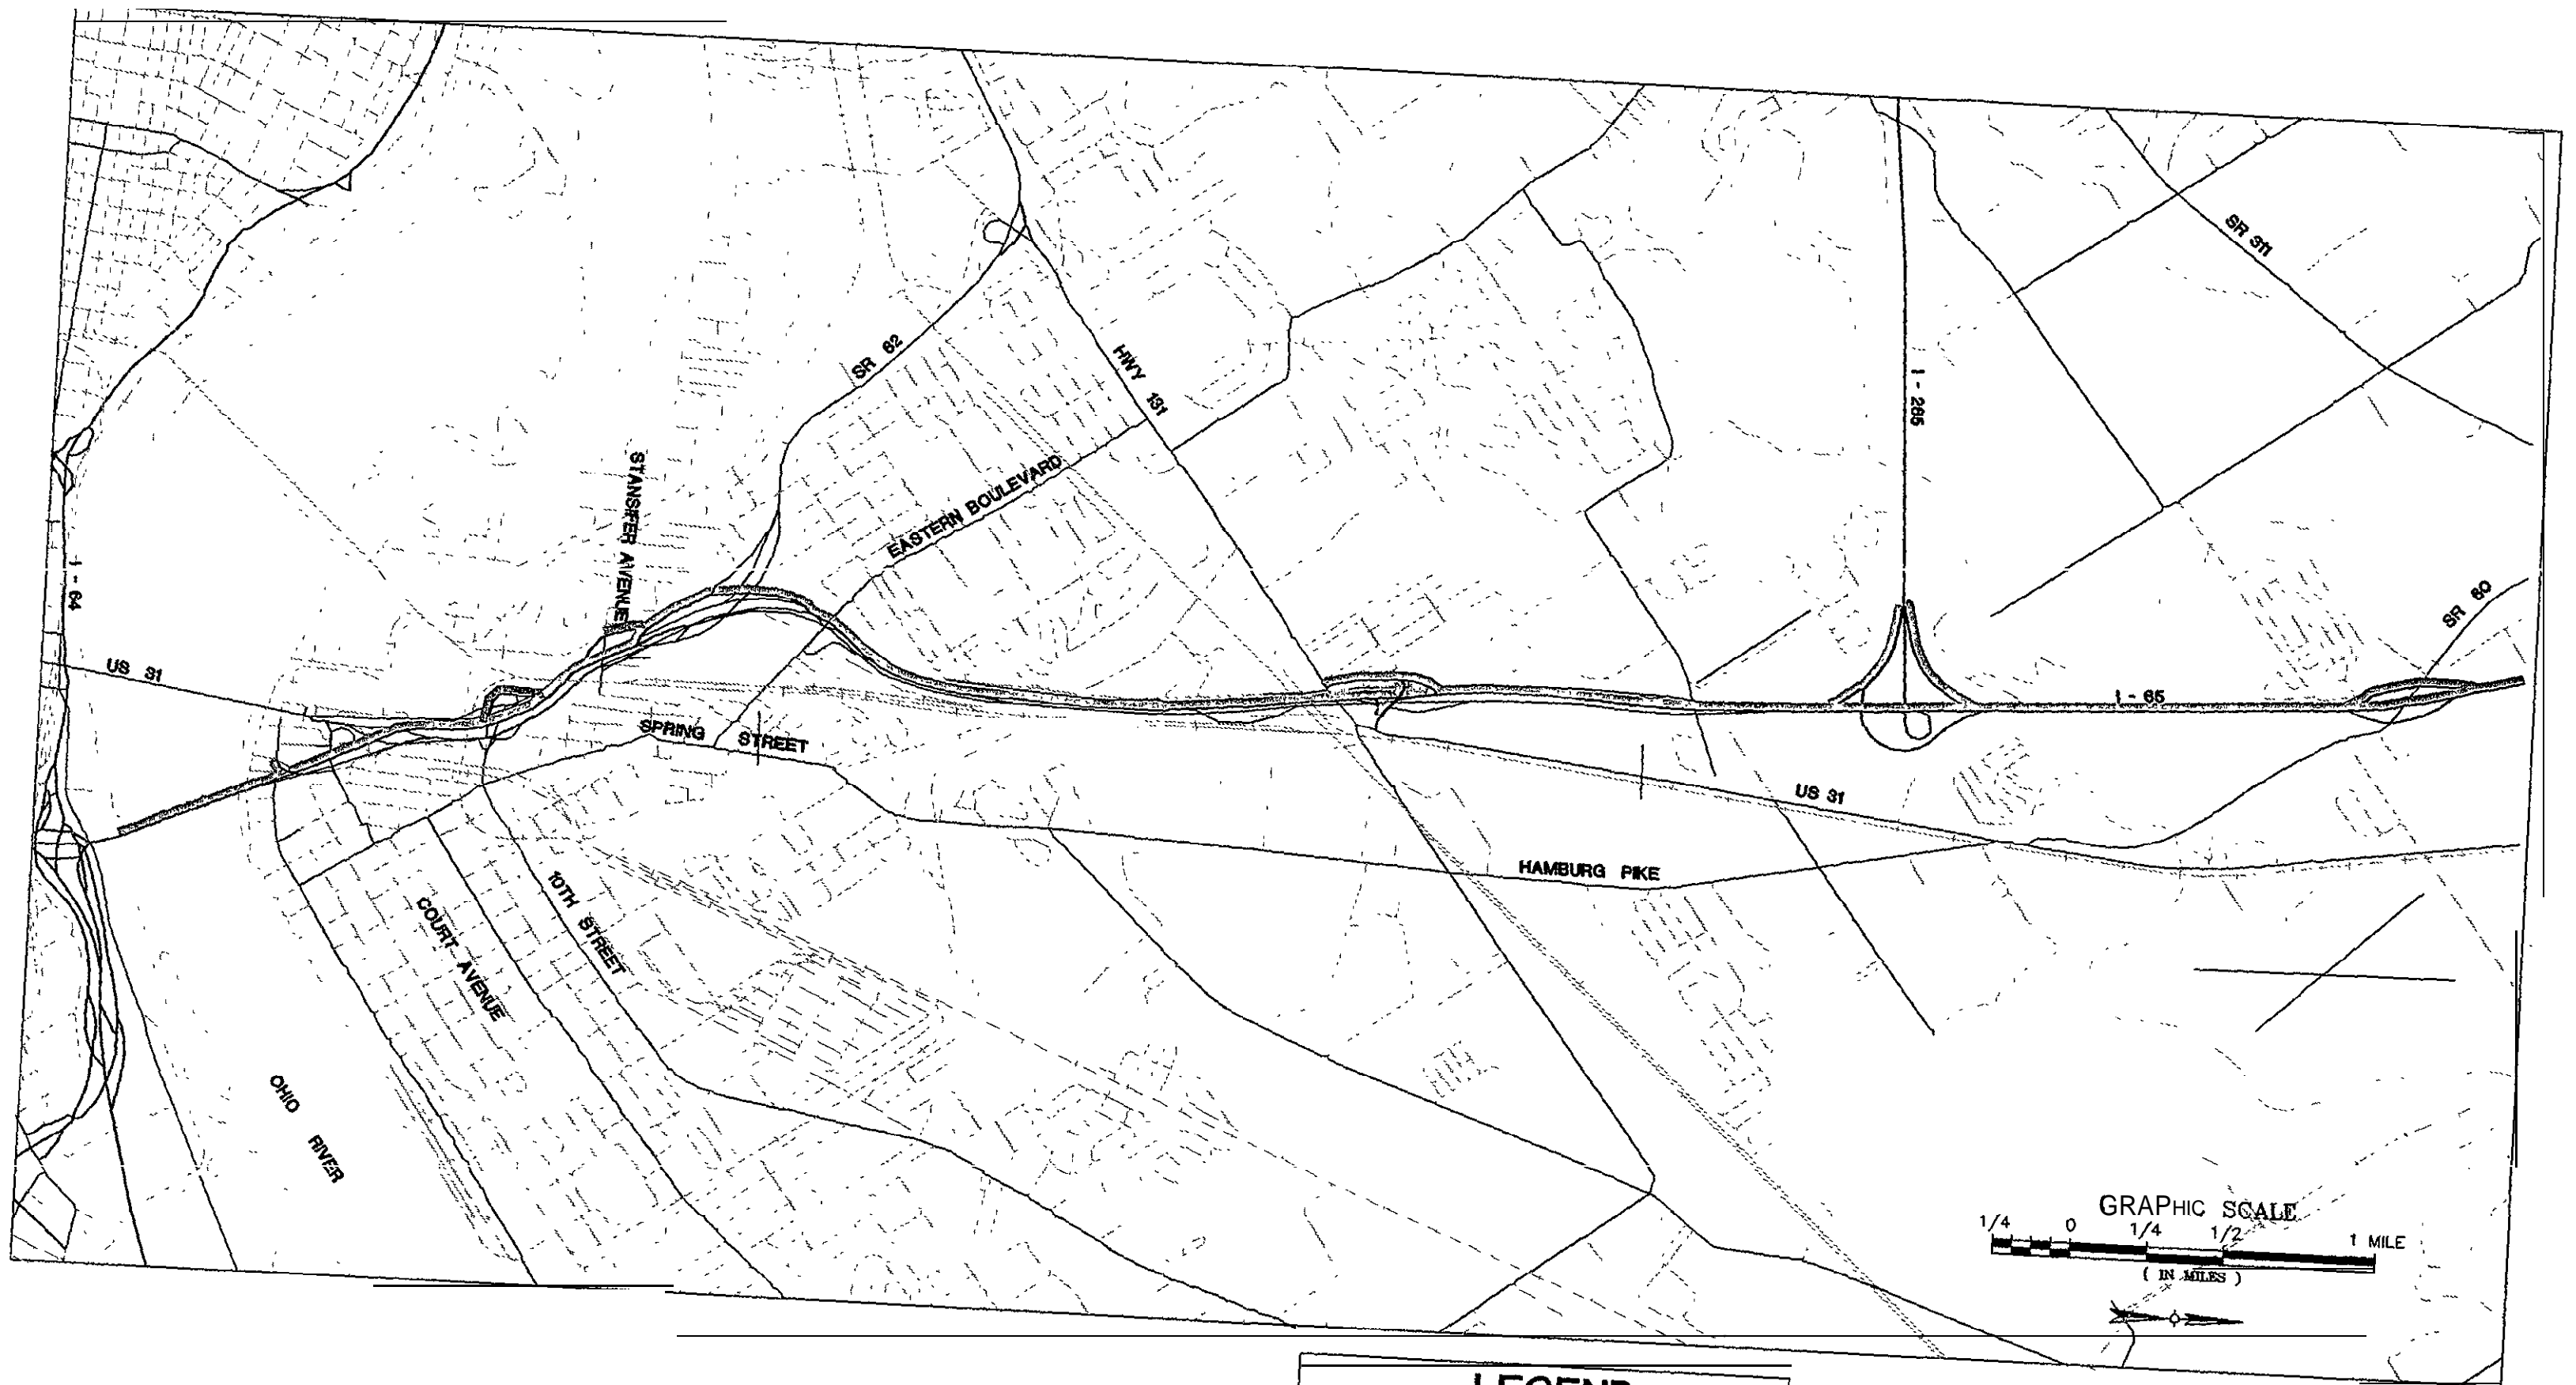 SR 311
SR 62
HWY 131
I - 265
STANSIFER AVENUE
EASTERN BOULEVARD
I - 64
SR 60
US 31
I - 65
SPRING STREET
US 31
HAMBURG PIKE
10TH STREET
COURT AVENUE
OHIO RIVER
GRAPHIC SCALE
1/4 0 1/4 1/2 1 MILE
( IN MILES )
LEGEND